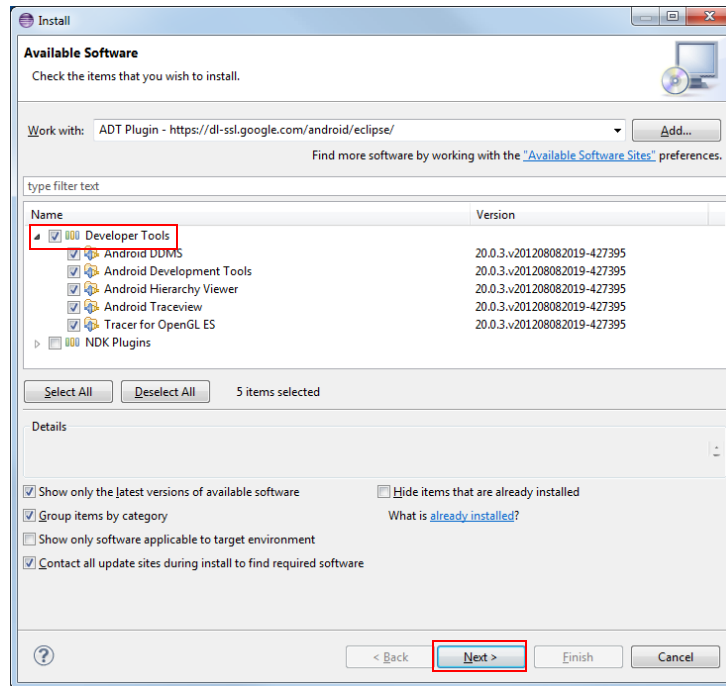 Install
Available Software
Check the items that you wish to install.
Work with: ADT Plugin - https://dl-ssl.google.com/android/eclipse/ Add...
Find more software by working with the "Available Software Sites" preferences.
type filter text
Name Version
Developer Tools
Android DDMS 20.0.3.v201208082019-427395
Android Development Tools 20.0.3.v201208082019-427395
Android Hierarchy Viewer 20.0.3.v201208082019-427395
Android Traceview 20.0.3.v201208082019-427395
Tracer for OpenGL ES 20.0.3.v201208082019-427395
NDK Plugins
Select All Deselect All 5 items selected
Details
Show only the latest versions of available software Hide items that are already installed
Group items by category What is already installed?
Show only software applicable to target environment
Contact all update sites during install to find required software
? < Back Next > Finish Cancel